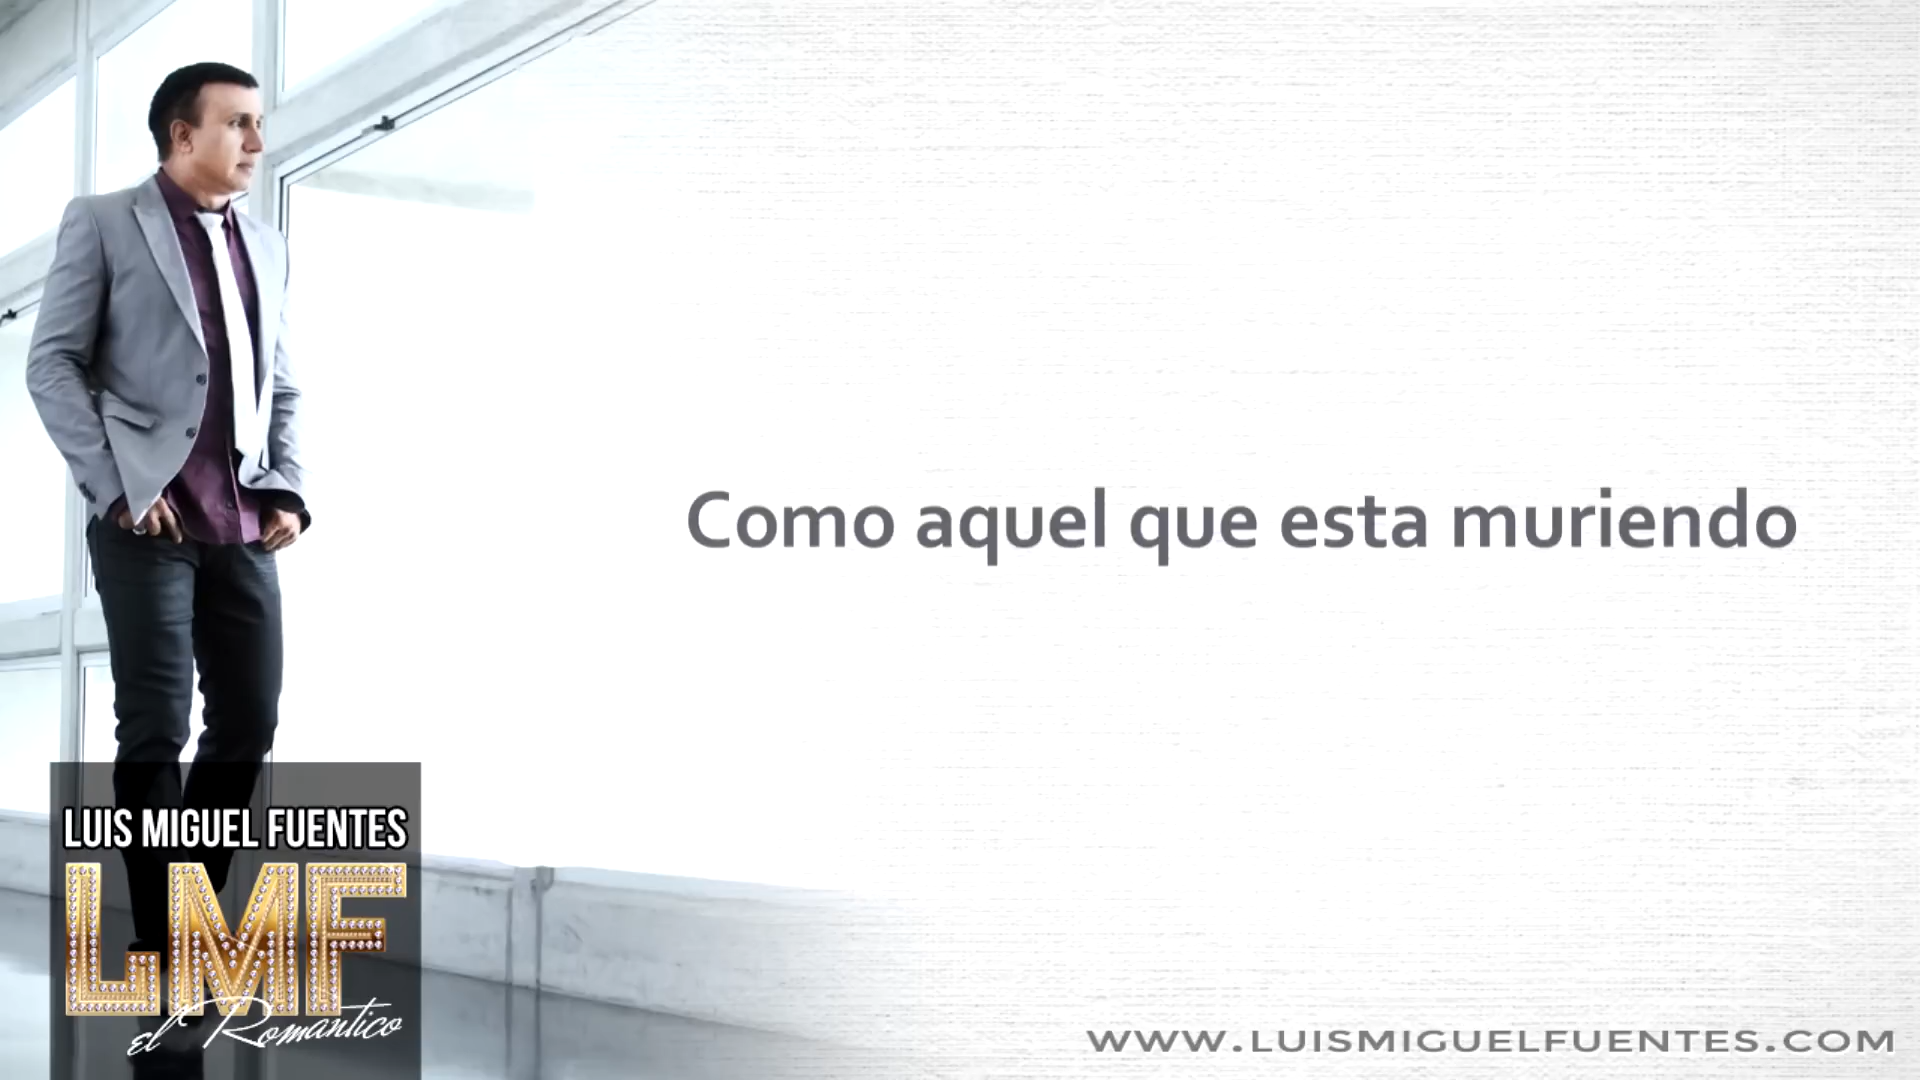 Como aquel que esta muriendo
LUIS MIGUEL FUENTES
LMF
el Romantico
WWW.LUISMIGUELFUENTES.COM